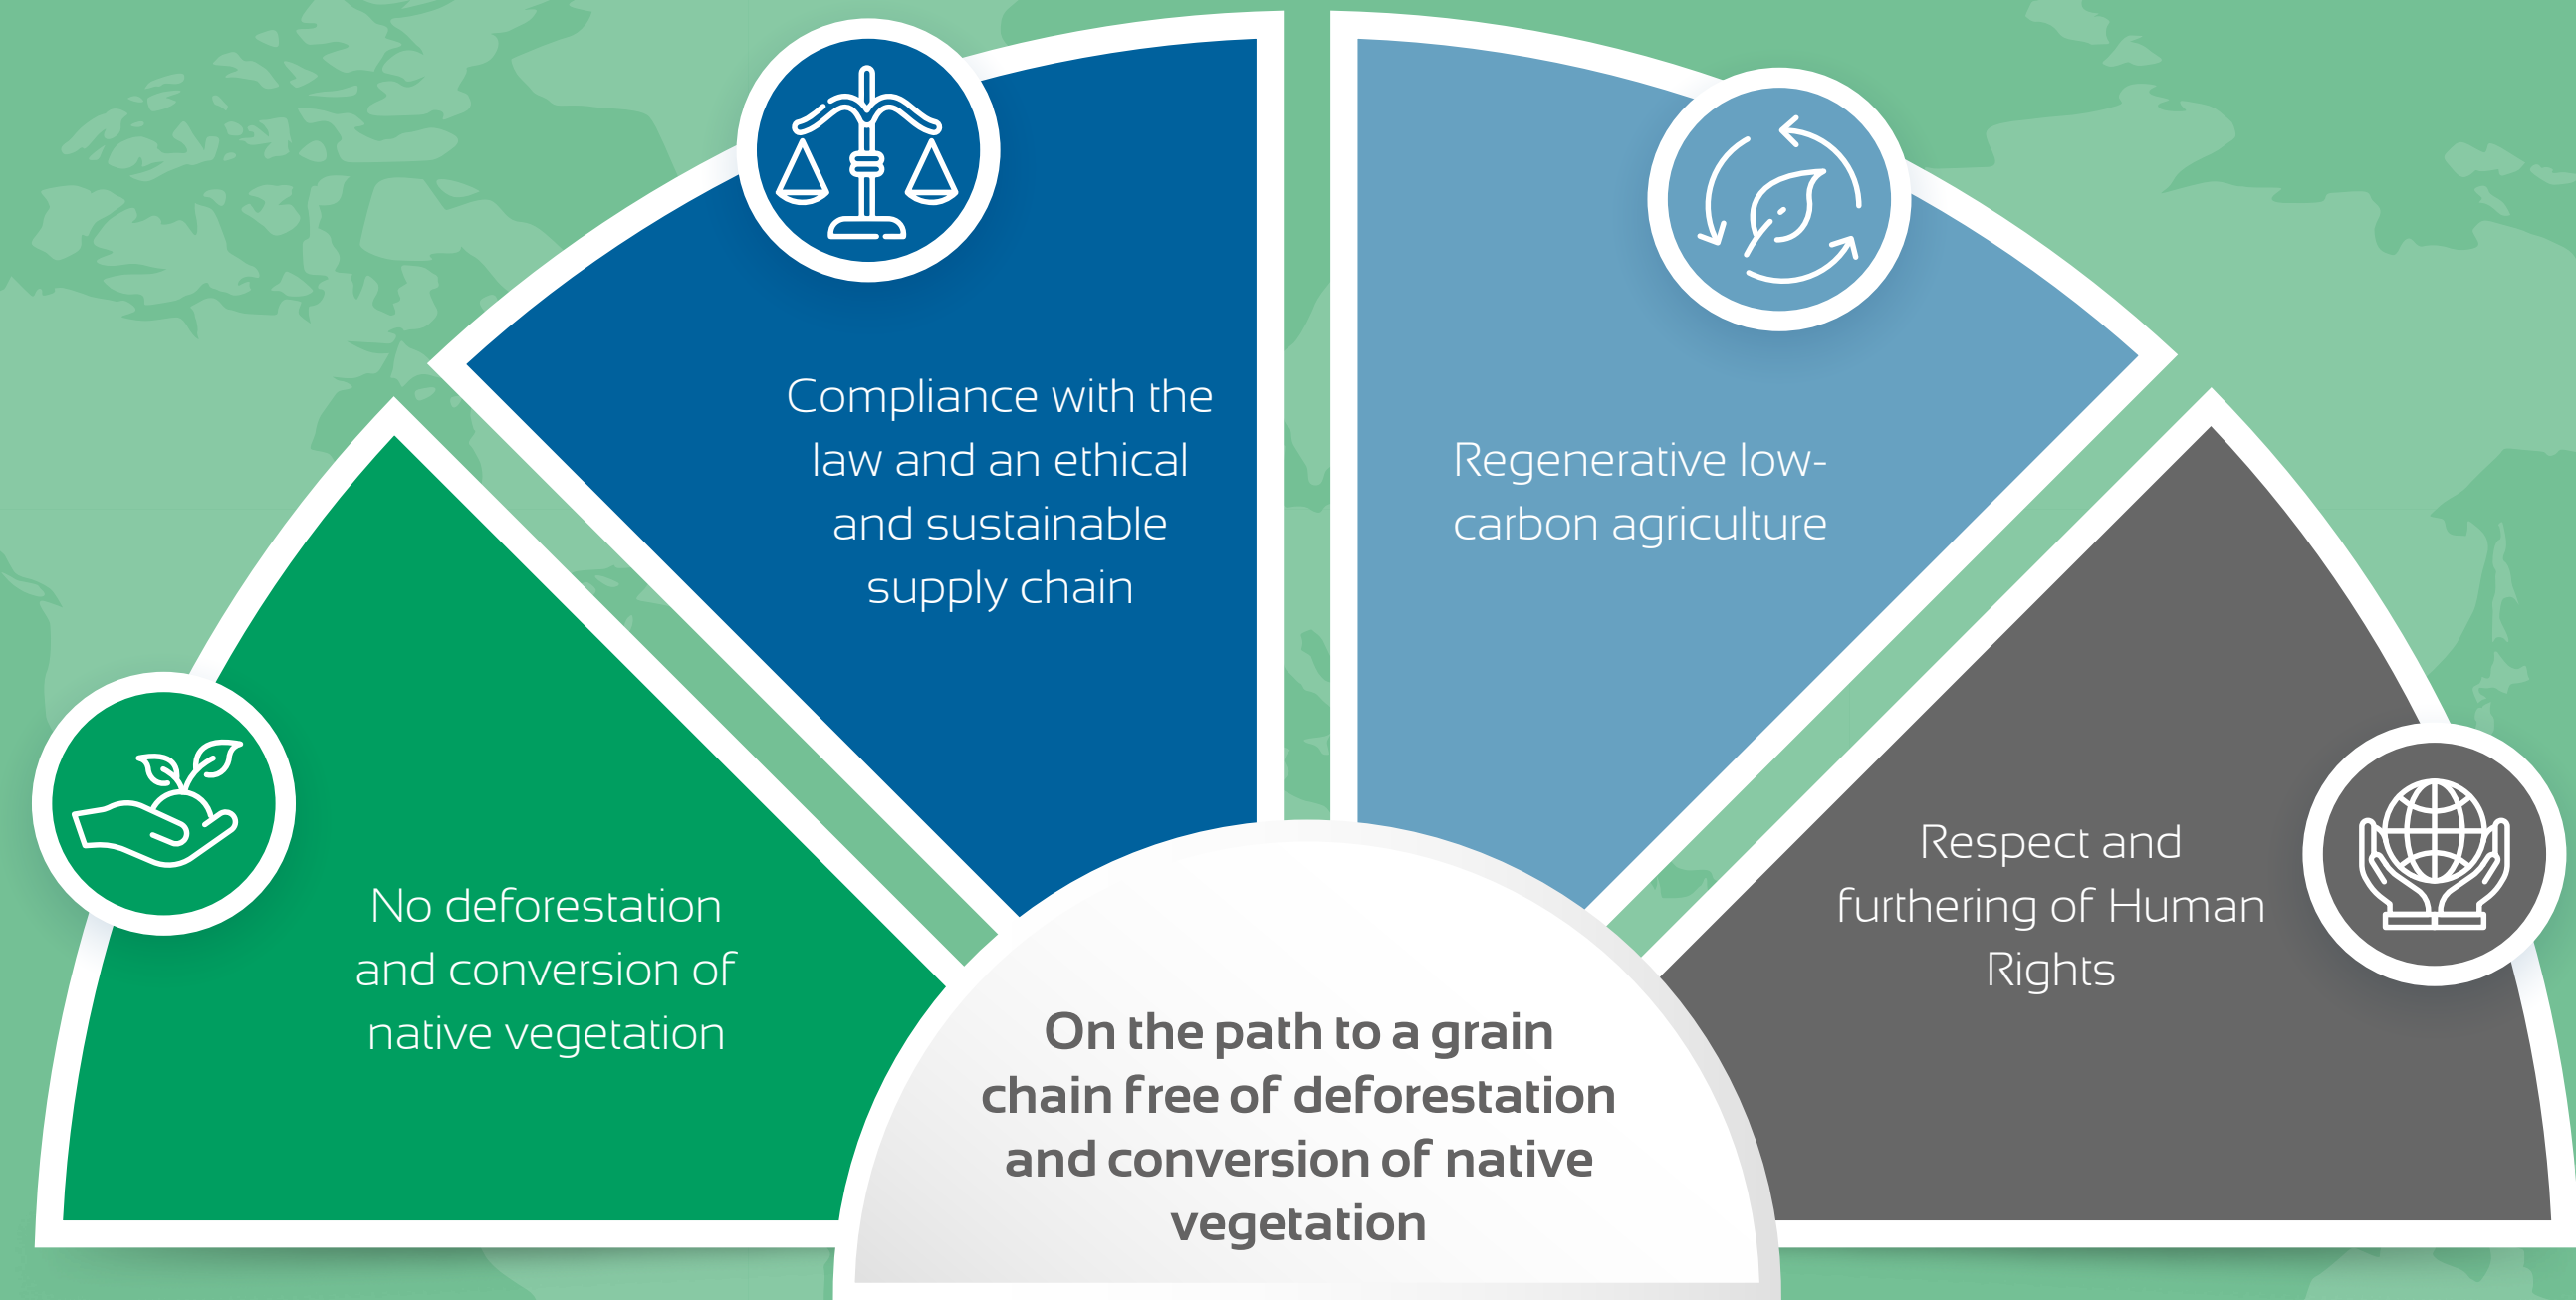 Compliance with the
law and an ethical
and sustainable
supply chain
Regenerative low-
carbon agriculture
No deforestation
and conversion of
native vegetation
Respect and
furthering of Human
Rights
On the path to a grain
chain free of deforestation
and conversion of native
vegetation